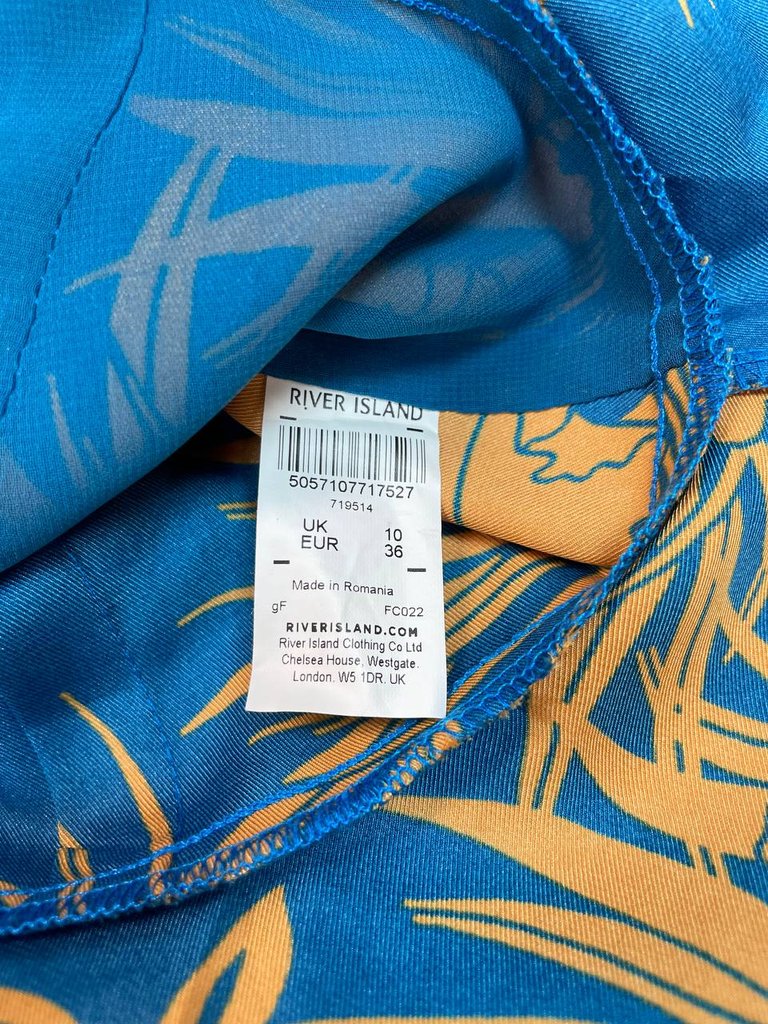 RIVER ISLAND
5057107717527
719514
UK 10
EUR 36
Made in Romania
gF FC022
RIVERISLAND.COM
River Island Clothing Co Ltd
Chelsea House, Westgate.
London. W5 1DR. UK